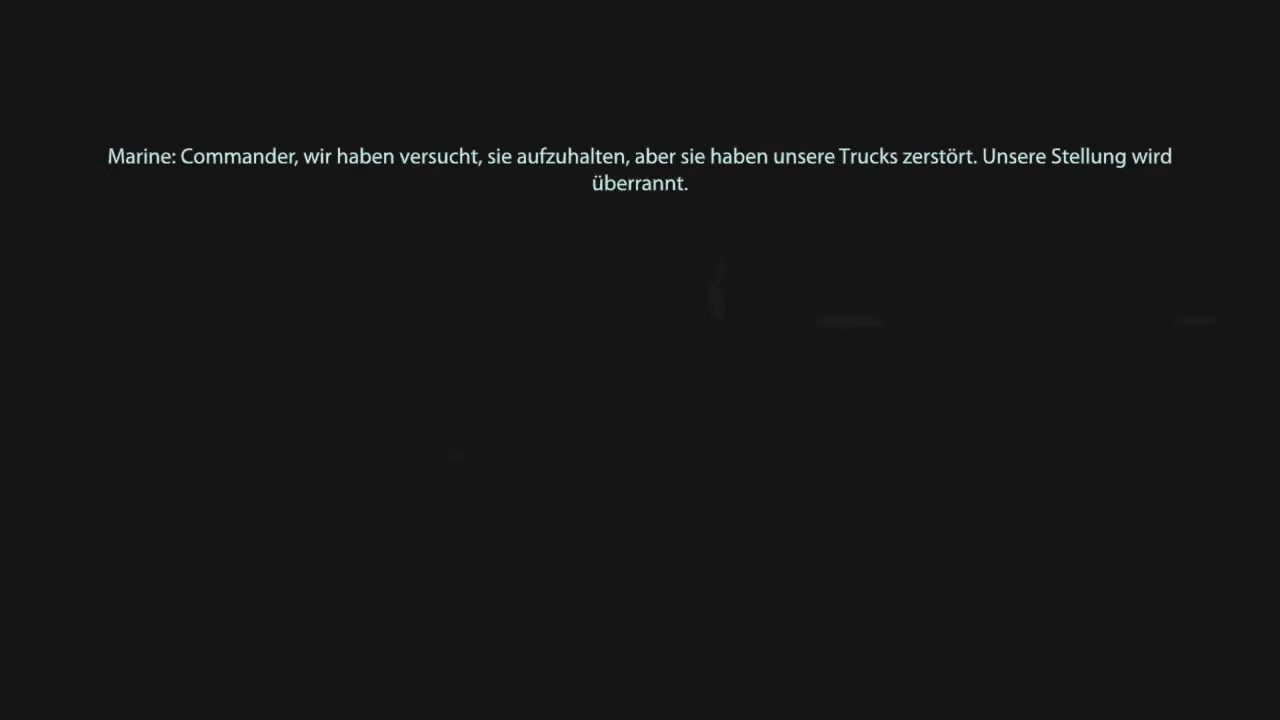 Marine: Commander, wir haben versucht, sie aufzuhalten, aber sie haben unsere Trucks zerstört. Unsere Stellung wird
überrannt.